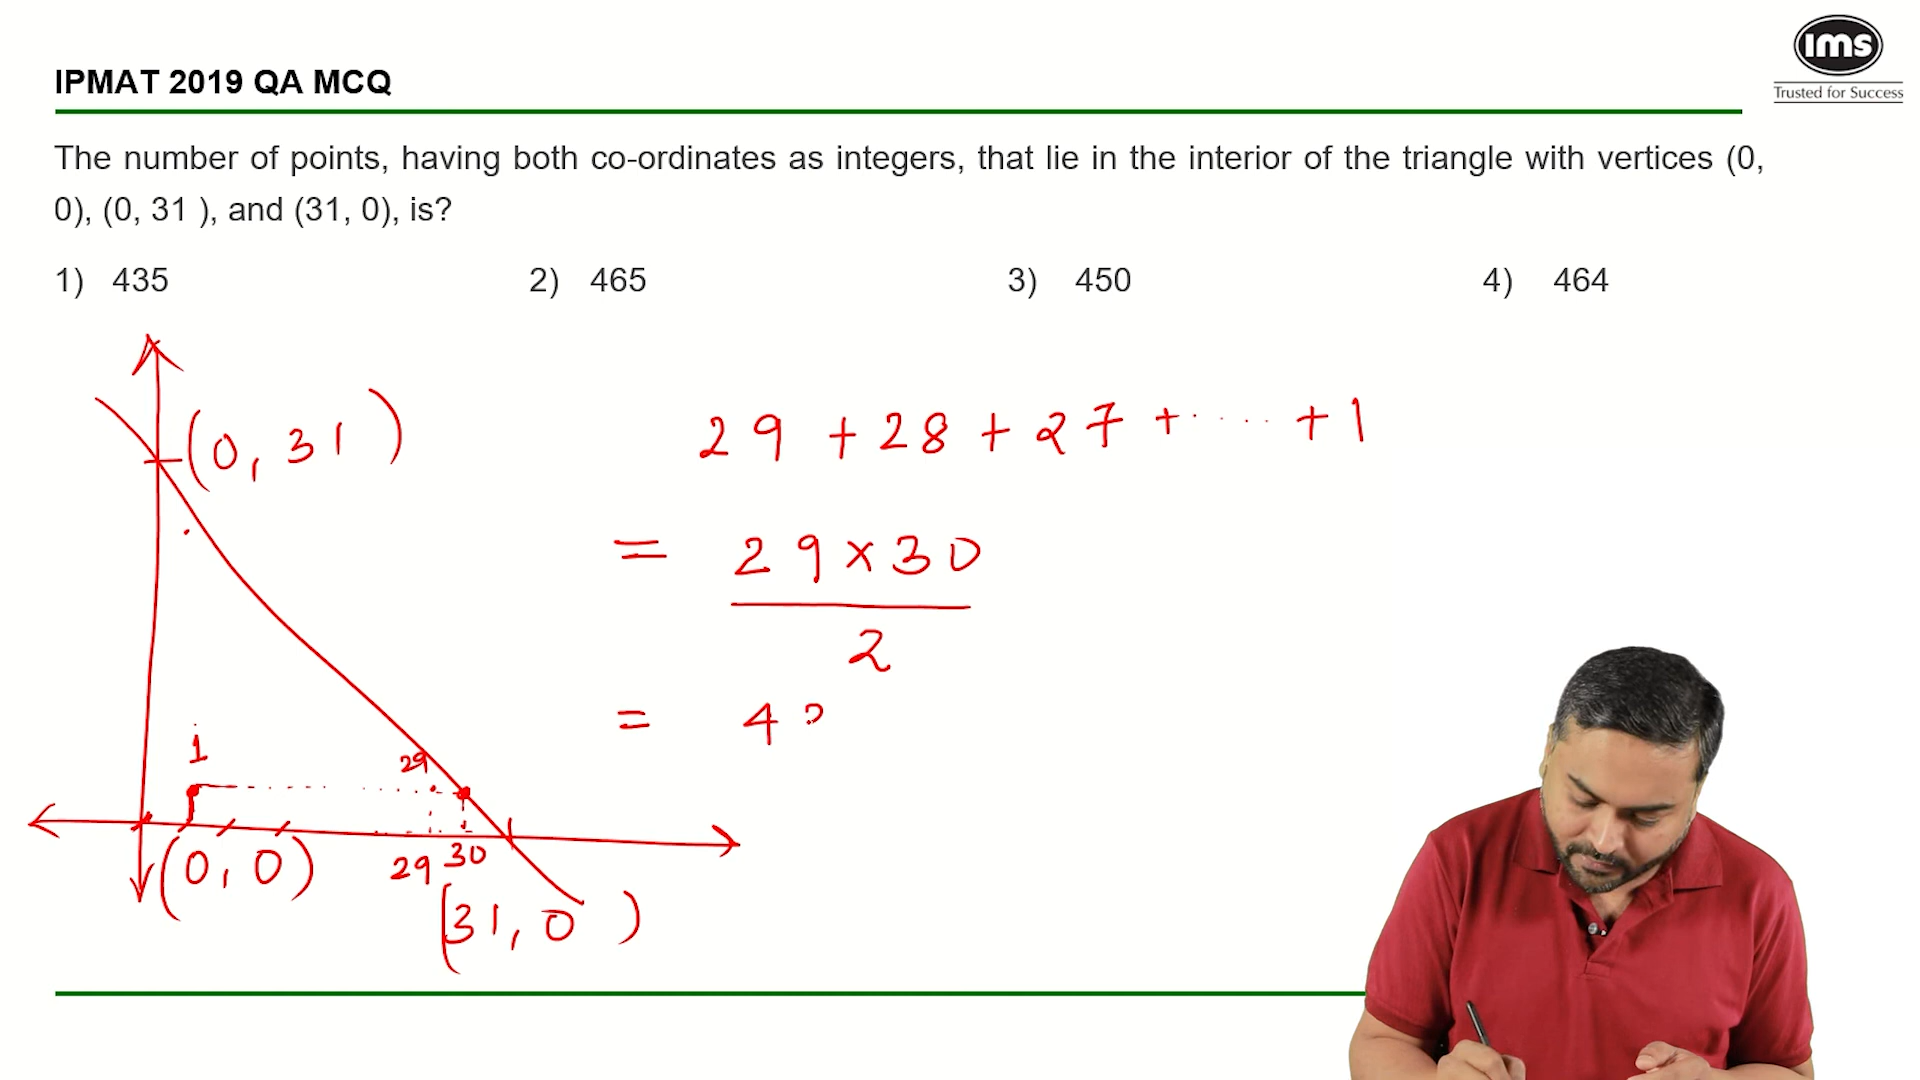 ims
Trusted for Success
IPMAT 2019 QA MCQ
The number of points, having both co-ordinates as integers, that lie in the interior of the triangle with vertices (0,
0), (0, 31 ), and (31, 0), is?
1) 435 2) 465 3) 450 4) 464
(0, 31)
29 + 28 + 27 + ..... + 1
= 29 × 30
2
= 4
1
29
29 30
(0, 0)
(31, 0)